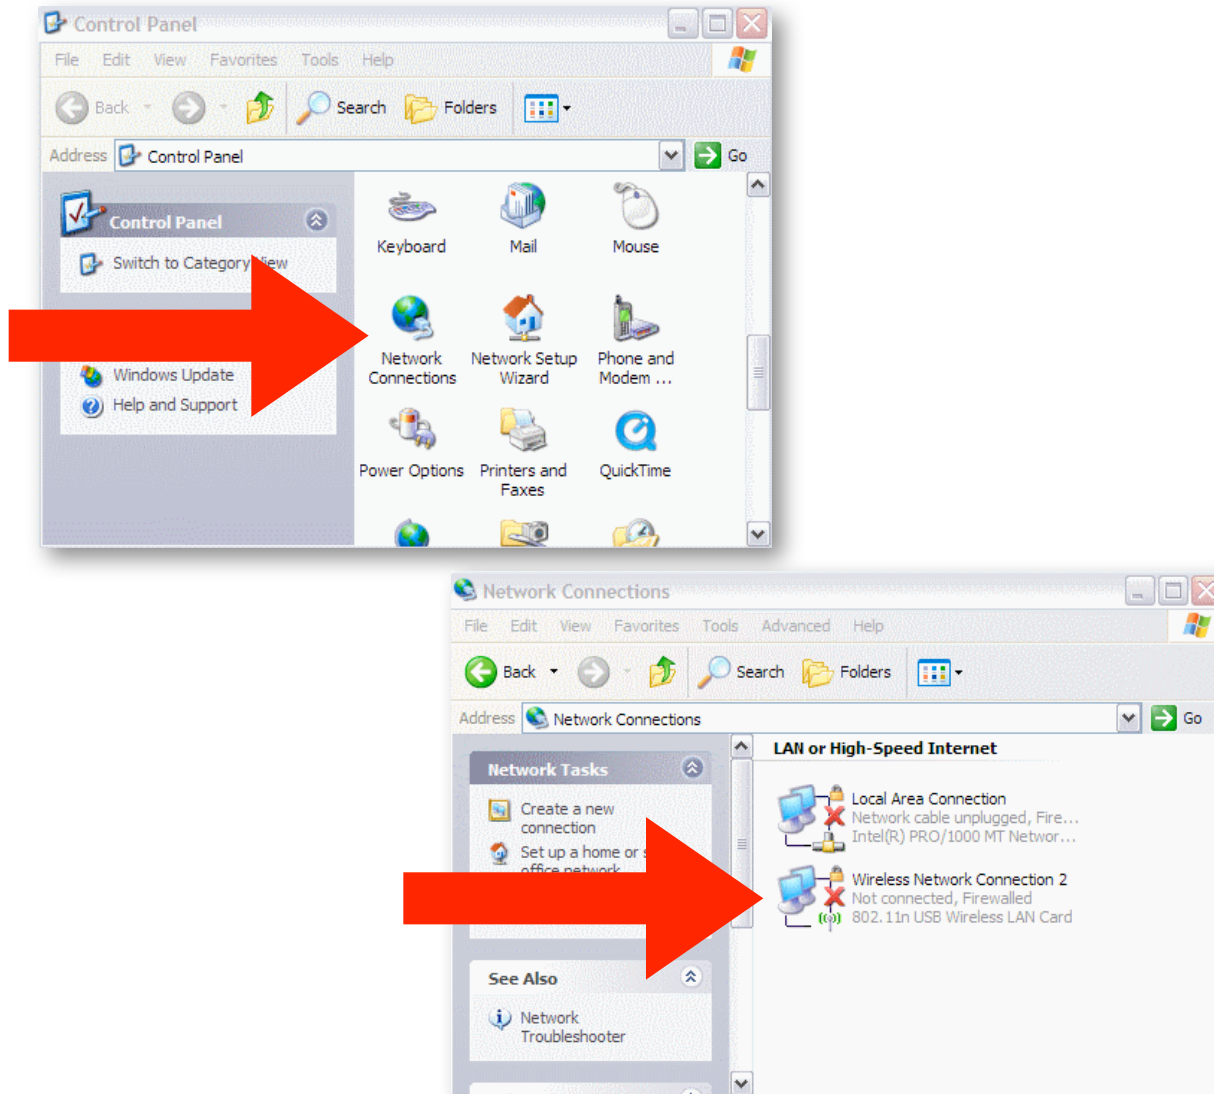 Control Panel
File Edit View Favorites Tools Help
Back Search Folders
Address Control Panel Go
Control Panel
Switch to Category View
Windows Update
Help and Support
Keyboard
Mail
Mouse
Network
Connections
Network Setup
Wizard
Phone and
Modem ...
Power Options
Printers and
Faxes
QuickTime
Network Connections
File Edit View Favorites Tools Advanced Help
Back Search Folders
Address Network Connections Go
Network Tasks
Create a new
connection
Set up a home or
office network
See Also
Network
Troubleshooter
LAN or High-Speed Internet
Local Area Connection
Network cable unplugged, Fire...
Intel(R) PRO/1000 MT Networ...
Wireless Network Connection 2
Not connected, Firewalled
802.11n USB Wireless LAN Card